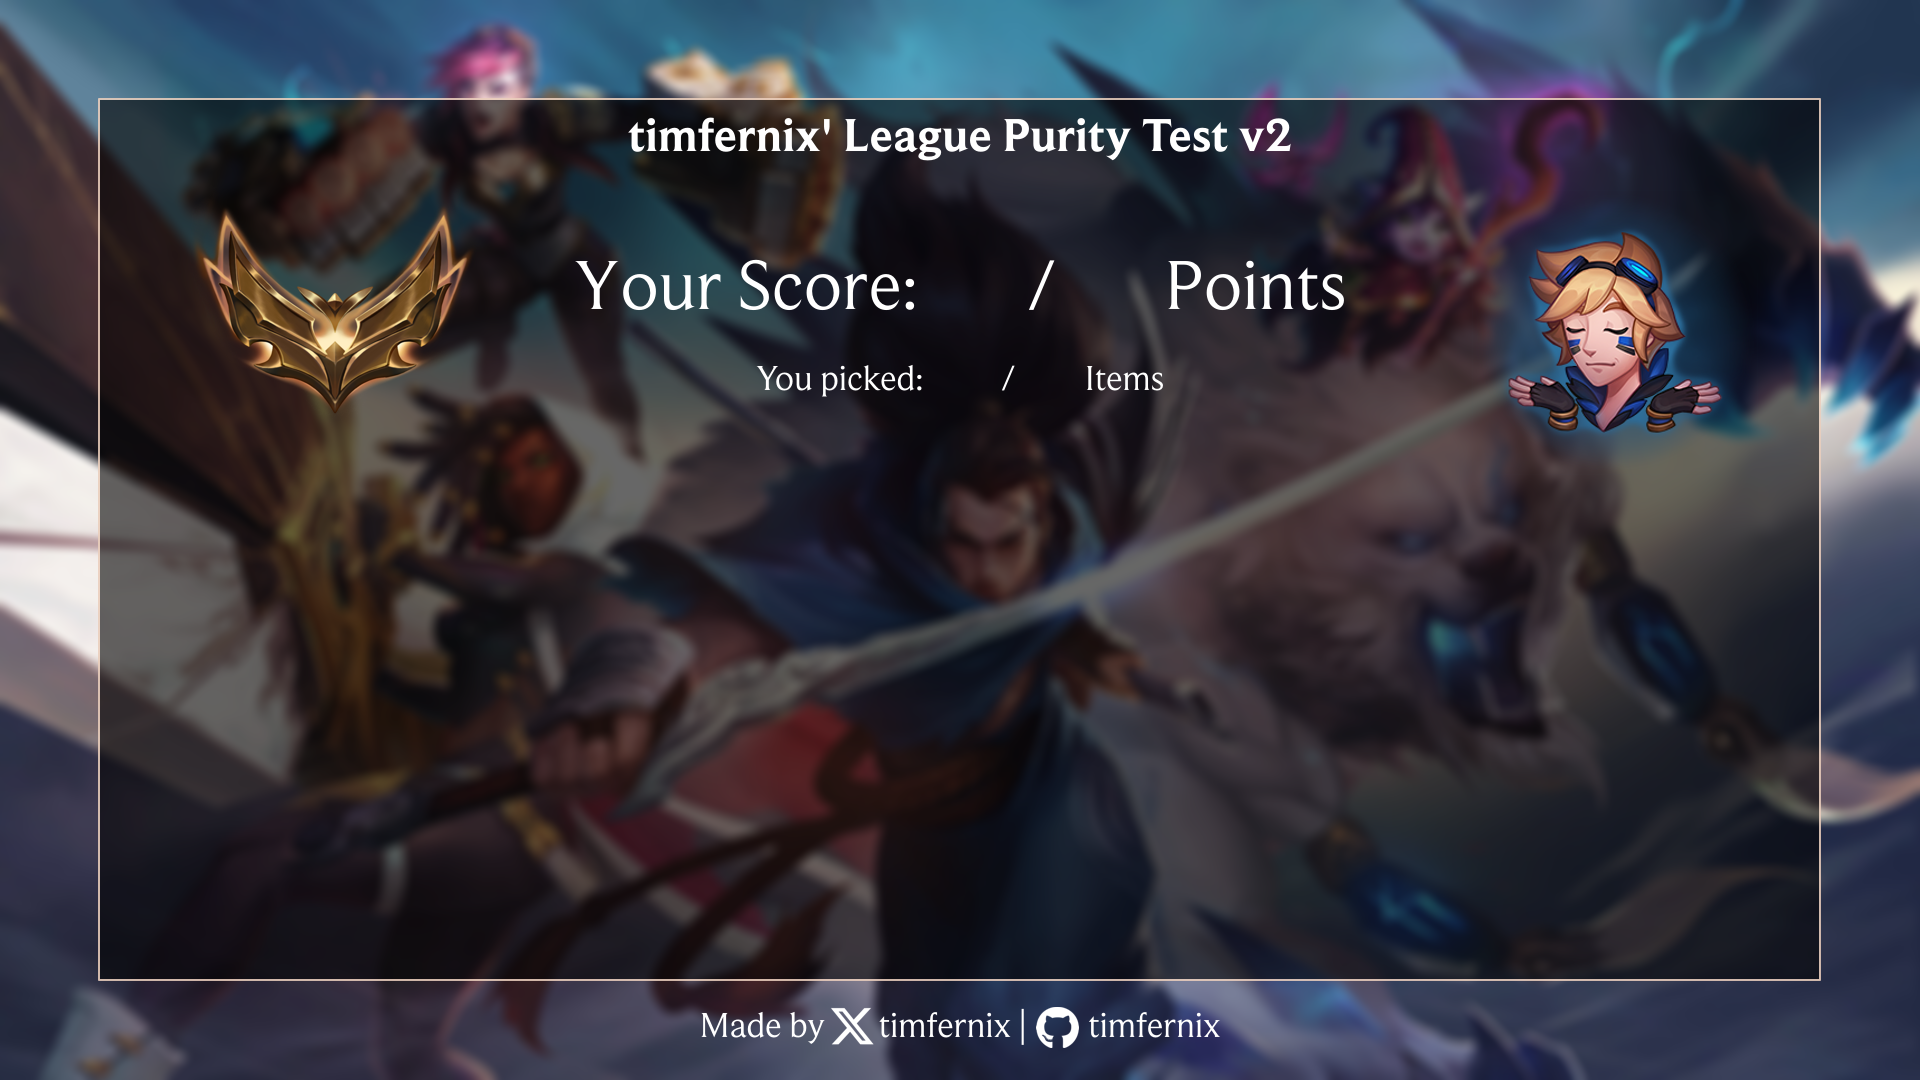 timfernix' League Purity Test v2
Your Score: / Points
You picked: / Items
Made by X timfernix | timfernix